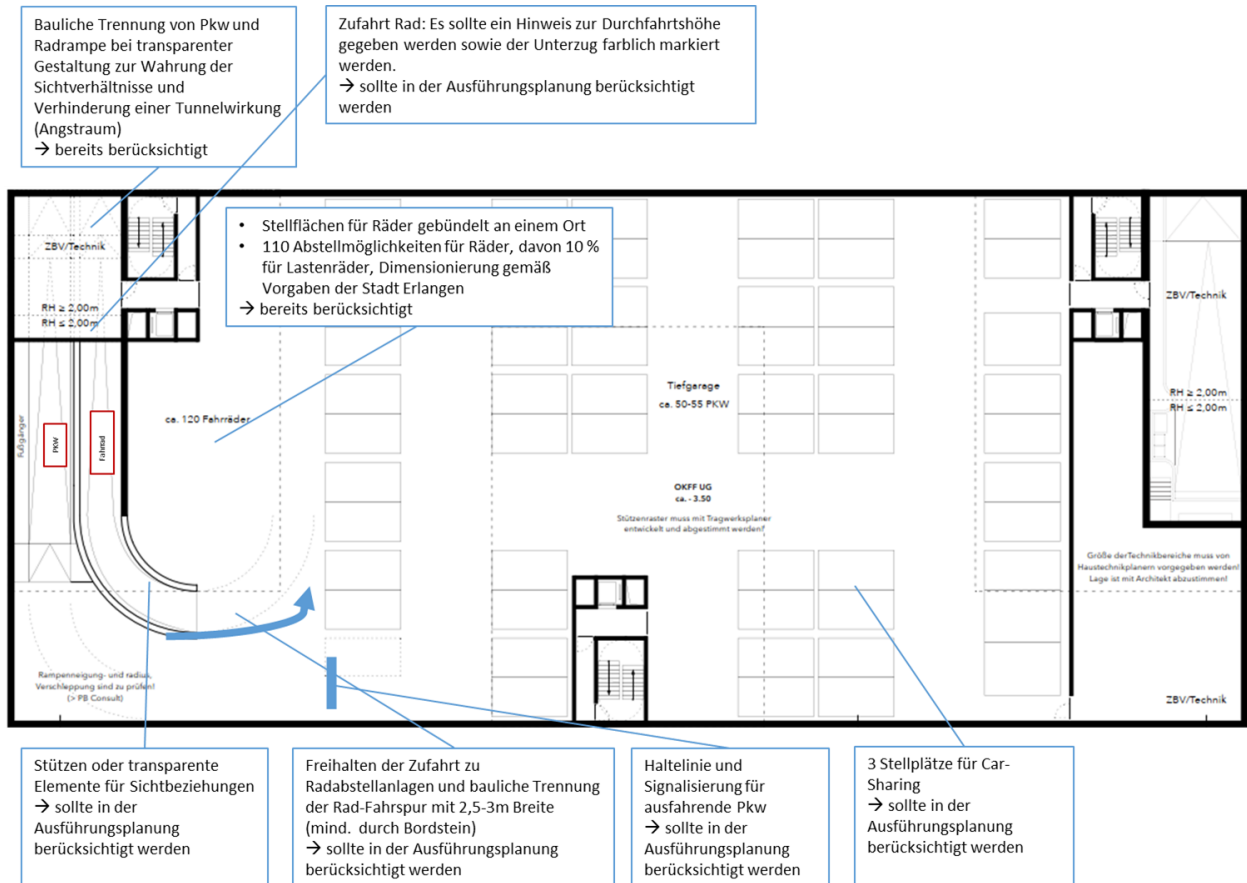 Bauliche Trennung von Pkw und
Radrampe bei transparenter
Gestaltung zur Wahrung der
Sichtverhältnisse und
Verhinderung einer Tunnelwirkung
(Angstraum)
→ bereits berücksichtigt
Zufahrt Rad: Es sollte ein Hinweis zur Durchfahrtshöhe
gegeben werden sowie der Unterzug farblich markiert
werden.
→ sollte in der Ausführungsplanung berücksichtigt
werden
• Stellflächen für Räder gebündelt an einem Ort
• 110 Abstellmöglichkeiten für Räder, davon 10 %
für Lastenräder, Dimensionierung gemäß
Vorgaben der Stadt Erlangen
→ bereits berücksichtigt
ZBV/Technik
RH ≥ 2,00m
RH ≤ 2,00m
ZBV/Technik
RH ≥ 2,00m
RH ≤ 2,00m
Fußgänger
PKW
Fahrrad
ca. 120 Fahrräder
Tiefgarage
ca. 50-55 PKW
OKFF UG
ca. - 3.50
Stützenraster muss mit Tragwerksplaner
entwickelt und abgestimmt werden!
Größe derTechnikbereiche muss von
Haustechnikplanern vorgegeben werden!
Lage ist mit Architekt abzustimmen!
Rampenneigung- und radius,
Verschleppung sind zu prüfen!
(> PB Consult)
ZBV/Technik
Stützen oder transparente
Elemente für Sichtbeziehungen
→ sollte in der
Ausführungsplanung
berücksichtigt werden
Freihalten der Zufahrt zu
Radabstellanlagen und bauliche Trennung
der Rad-Fahrspur mit 2,5-3m Breite
(mind. durch Bordstein)
→ sollte in der Ausführungsplanung
berücksichtigt werden
Haltelinie und
Signalisierung für
ausfahrende Pkw
→ sollte in der
Ausführungsplanung
berücksichtigt werden
3 Stellplätze für Car-
Sharing
→ sollte in der
Ausführungsplanung
berücksichtigt werden